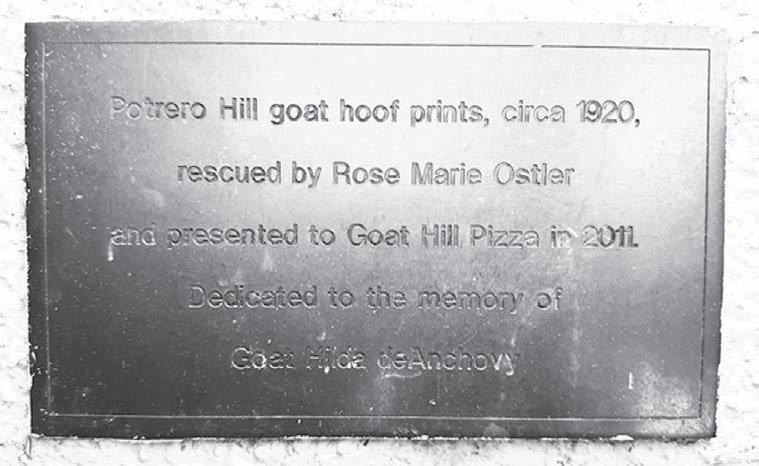 Potrero Hill goat hoof prints, circa 1920,
rescued by Rose Marie Ostler
and presented to Goat Hill Pizza in 2011.
Dedicated to the memory of
Goat Hilda deAnchovy